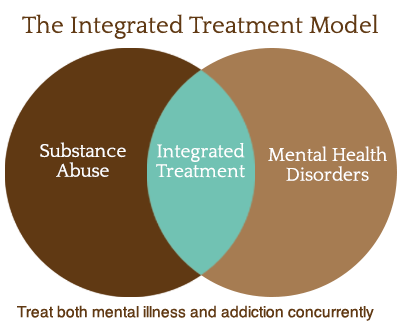 The Integrated Treatment Model
Substance
Abuse
Integrated
Treatment
Mental Health
Disorders
Treat both mental illness and addiction concurrently